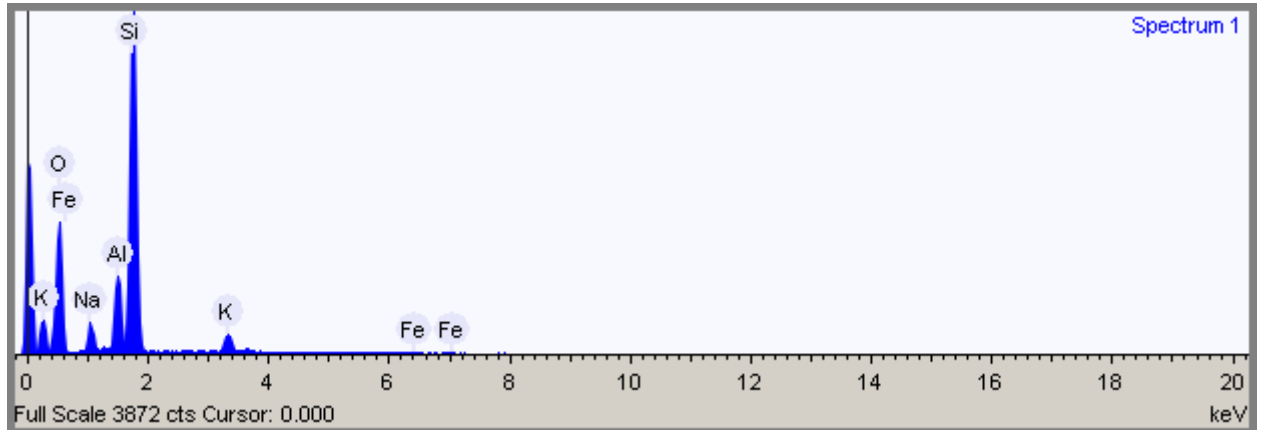 Spectrum 1
Si
O
Fe
Al
K Na
K
Fe Fe
0 2 4 6 8 10 12 14 16 18 20
Full Scale 3872 cts Cursor: 0.000 keV